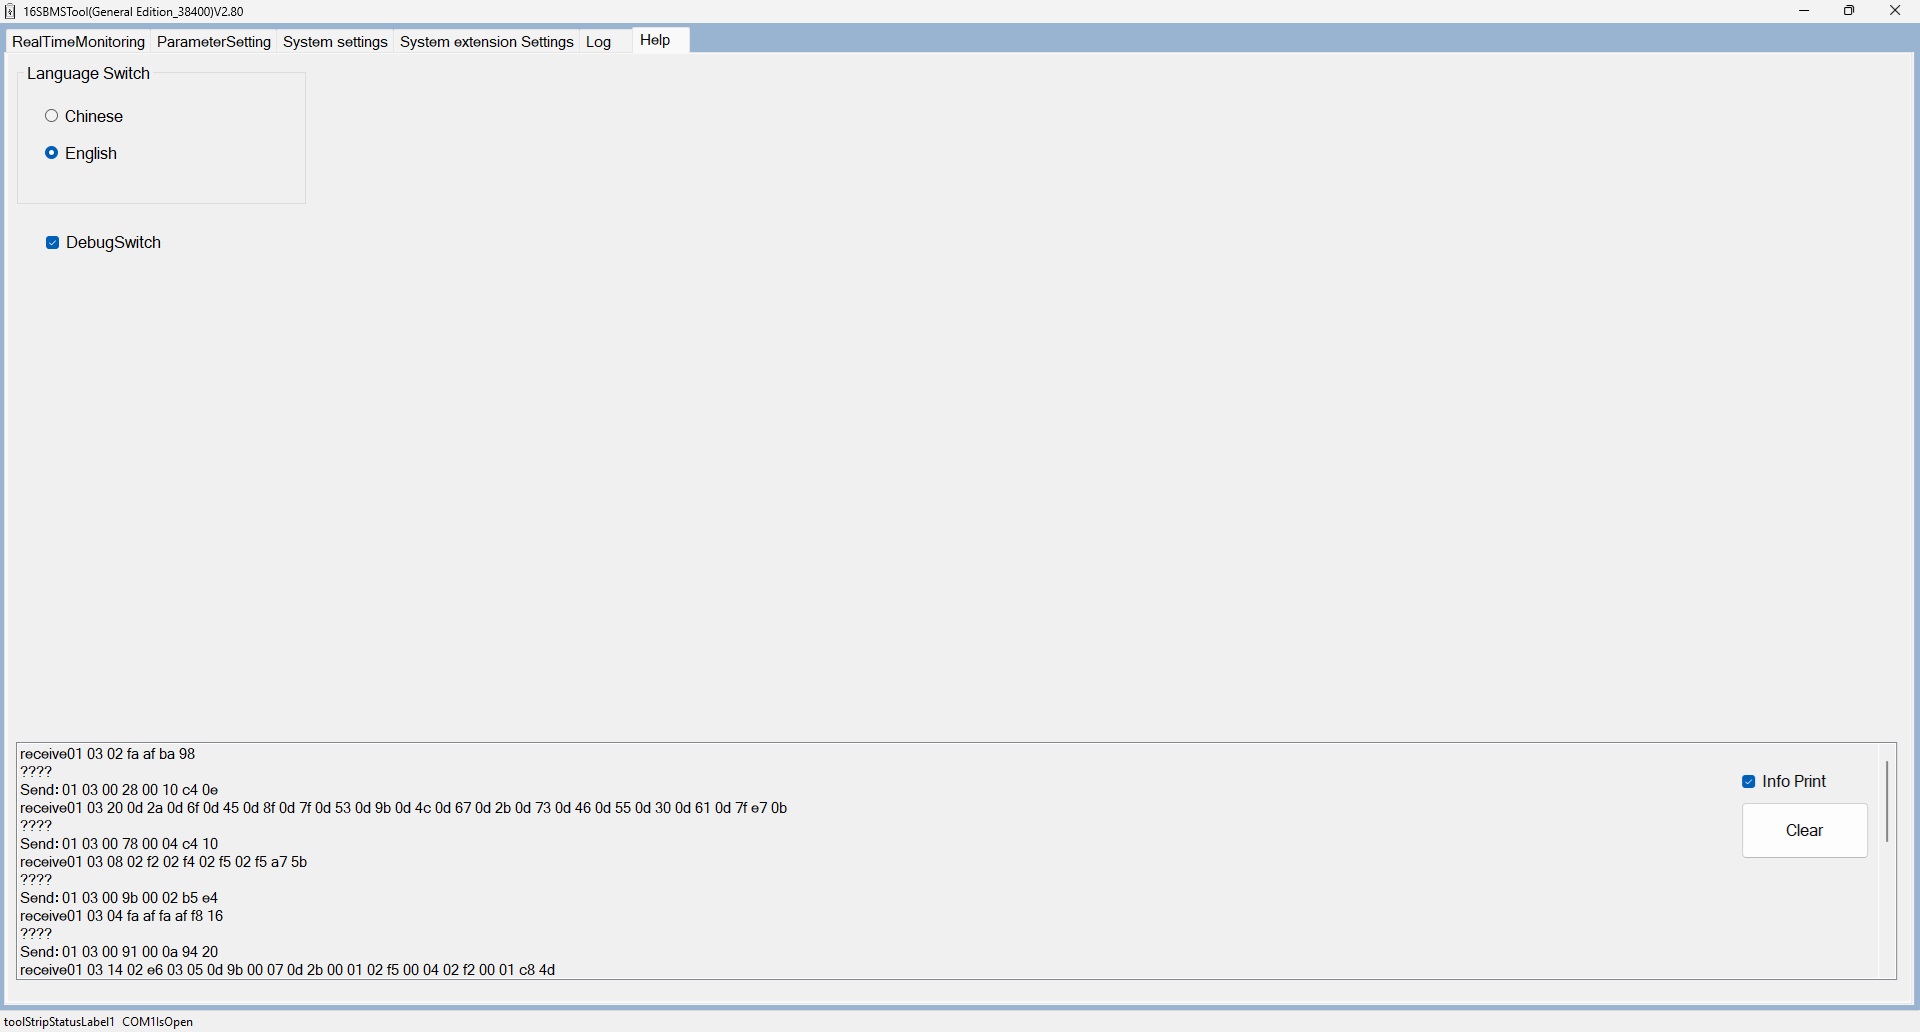 16SBMSTool(General Edition_38400)V2.80
RealTimeMonitoring ParameterSetting System settings System extension Settings Log Help
Language Switch
Chinese
English
DebugSwitch
receive01 03 02 fa af ba 98
????
Send: 01 03 00 28 00 10 c4 0e
receive01 03 20 0d 2a 0d 6f 0d 45 0d 8f 0d 7f 0d 53 0d 9b 0d 4c 0d 67 0d 2b 0d 73 0d 46 0d 55 0d 30 0d 61 0d 7f e7 0b
????
Send: 01 03 00 78 00 04 c4 10
receive01 03 08 02 f2 02 f4 02 f5 02 f5 a7 5b
????
Send: 01 03 00 9b 00 02 b5 e4
receive01 03 04 fa af fa af f8 16
????
Send: 01 03 00 91 00 0a 94 20
receive01 03 14 02 e6 03 05 0d 9b 00 07 0d 2b 00 01 02 f5 00 04 02 f2 00 01 c8 4d
Info Print
Clear
toolStripStatusLabel1 COM1IsOpen